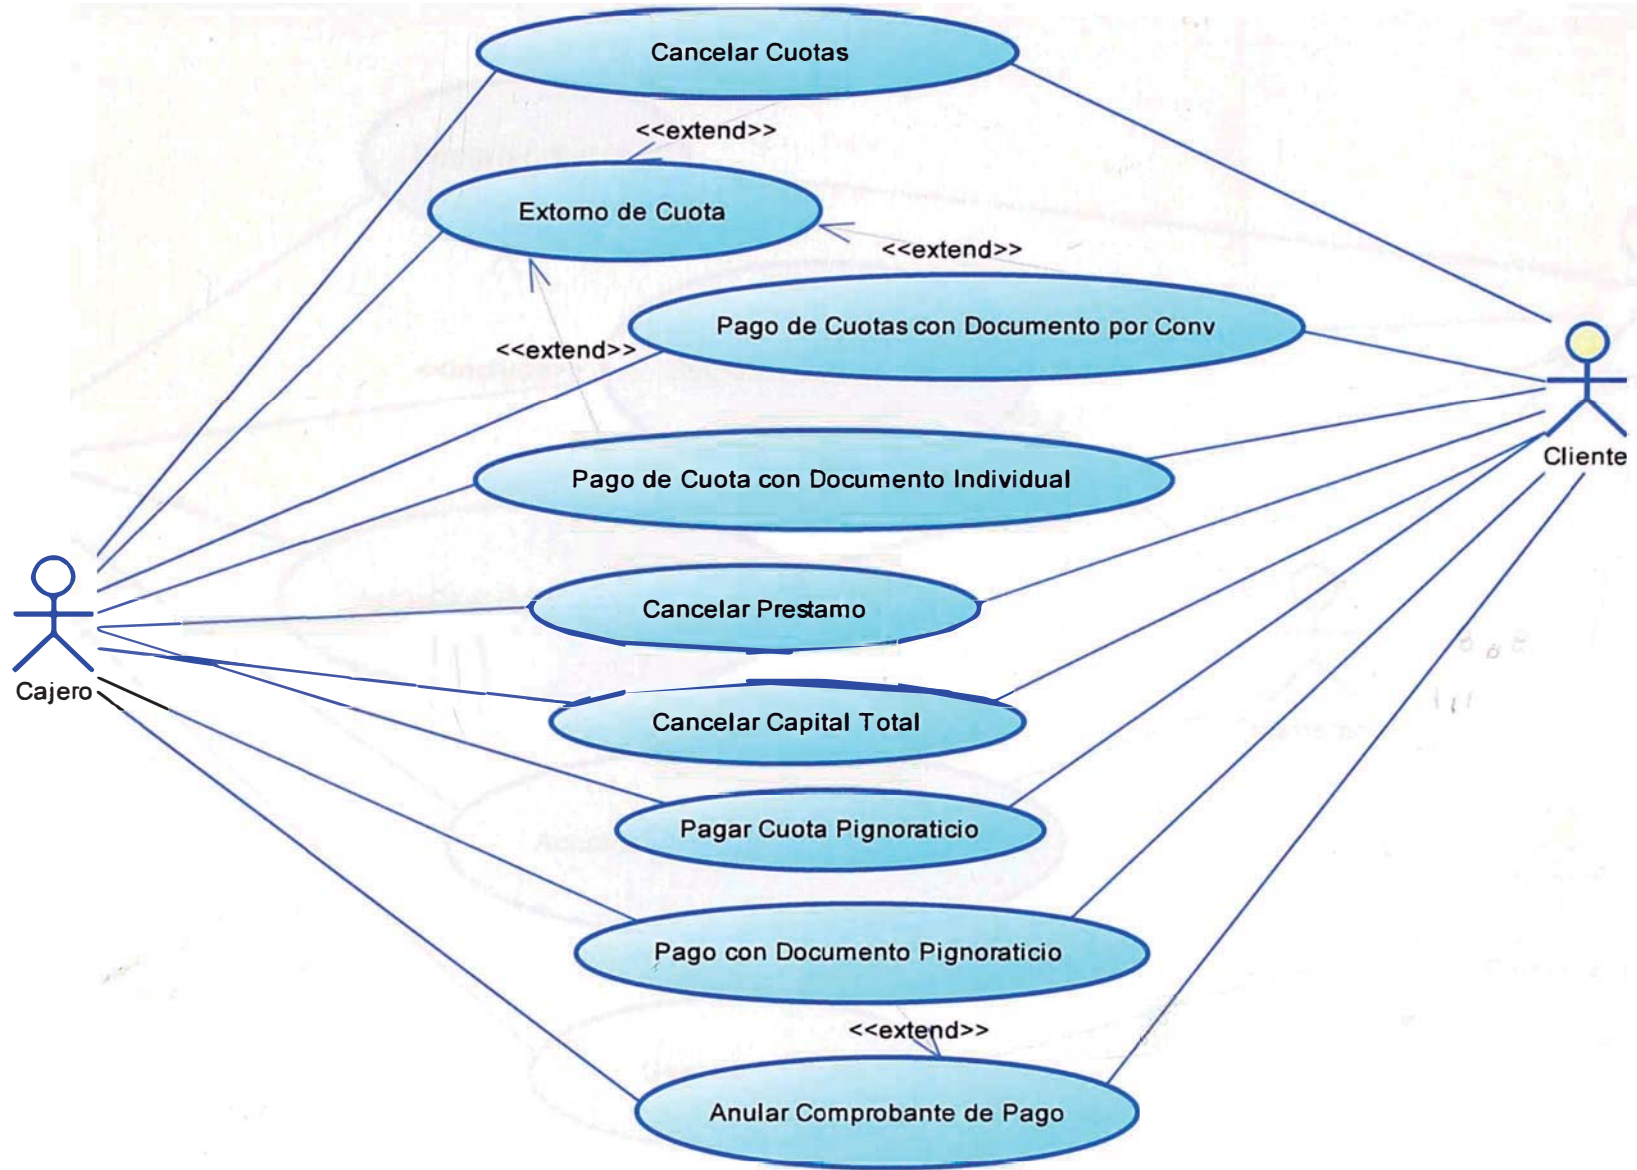 Cancelar Cuotas
<<extend>>
Extorno de Cuota
<<extend>>
Pago de Cuotas con Documento por Conv
<<extend>>
Cliente
Pago de Cuota con Documento Individual
Cancelar Prestamo
Cajero
Cancelar Capital Total
Pagar Cuota Pignoraticio
Pago con Documento Pignoraticio
<<extend>>
Anular Comprobante de Pago